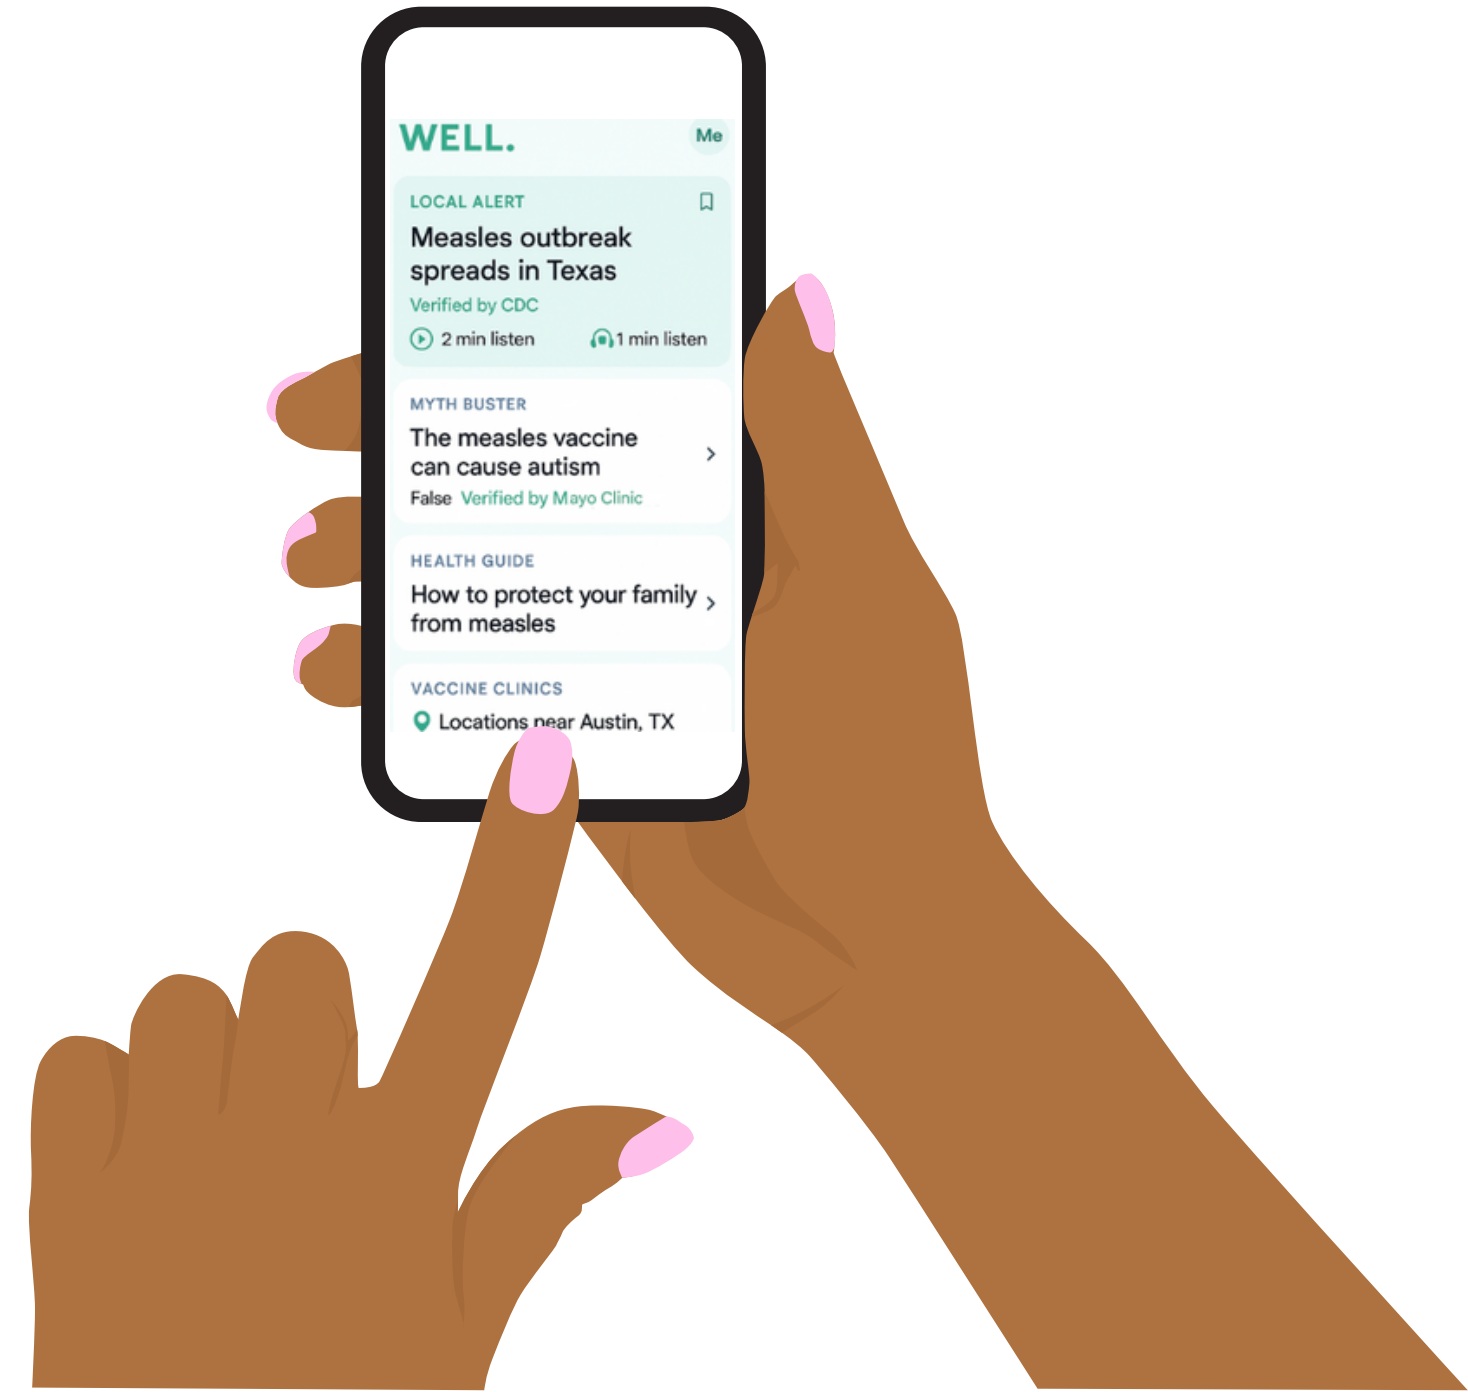 WELL.
Me
LOCAL ALERT
Measles outbreak
spreads in Texas
Verified by CDC
2 min listen
1 min listen
MYTH BUSTER
The measles vaccine
can cause autism
False Verified by Mayo Clinic
HEALTH GUIDE
How to protect your family
from measles
VACCINE CLINICS
Locations near Austin, TX